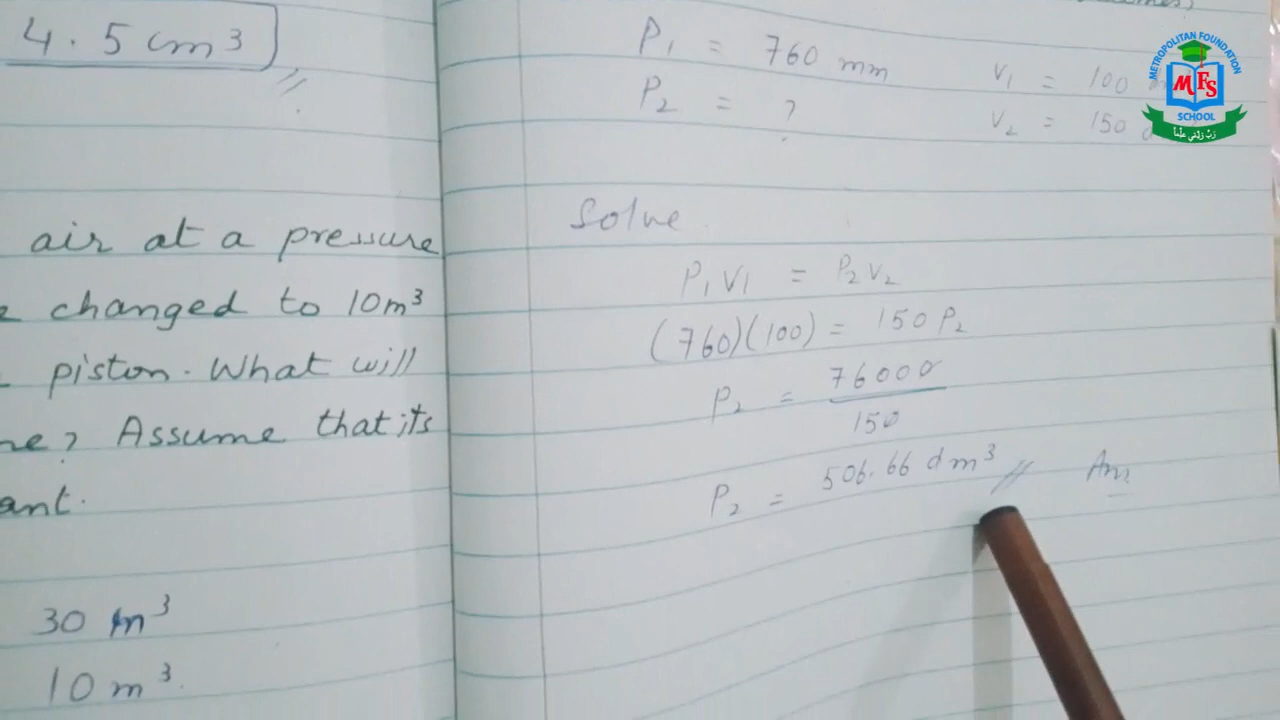 4.5 cm³
air at a pressure
changed to 10m³
piston. What will
? Assume that its
ant.
30 m³
10 m³.
P₁ = 760 mm V₁ = 100
P₂ = ? V₂ = 150 d
Solve
P₁V₁ = P₂V₂
(760)(100) = 150 P₂
P₂ = 76000
150
P₂ = 506.66 dm³ Ans
METROPOLITAN FOUNDATION
MFS
SCHOOL
رَبِّ زِدْنِي عِلْمًا